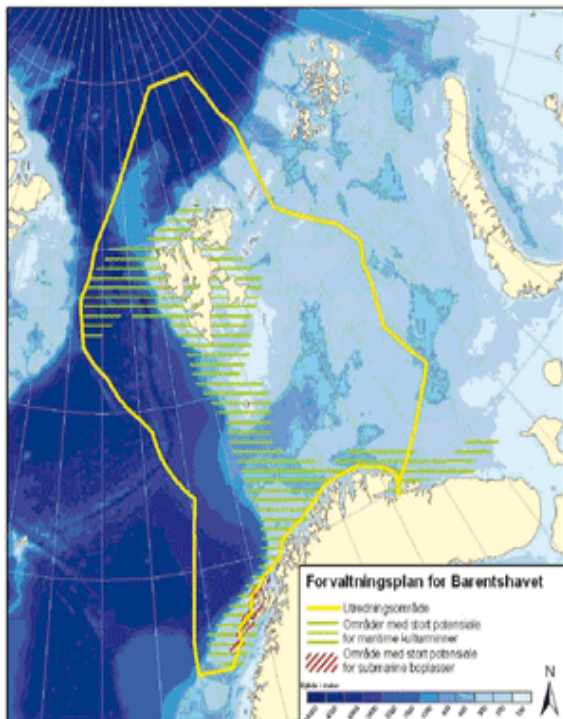 Forvaltningsplan for Barentshavet
Utredningsområde
Områder med stort potensiale
for maritime kulturminner
Område med stort potensiale
for submarine boplasser
N